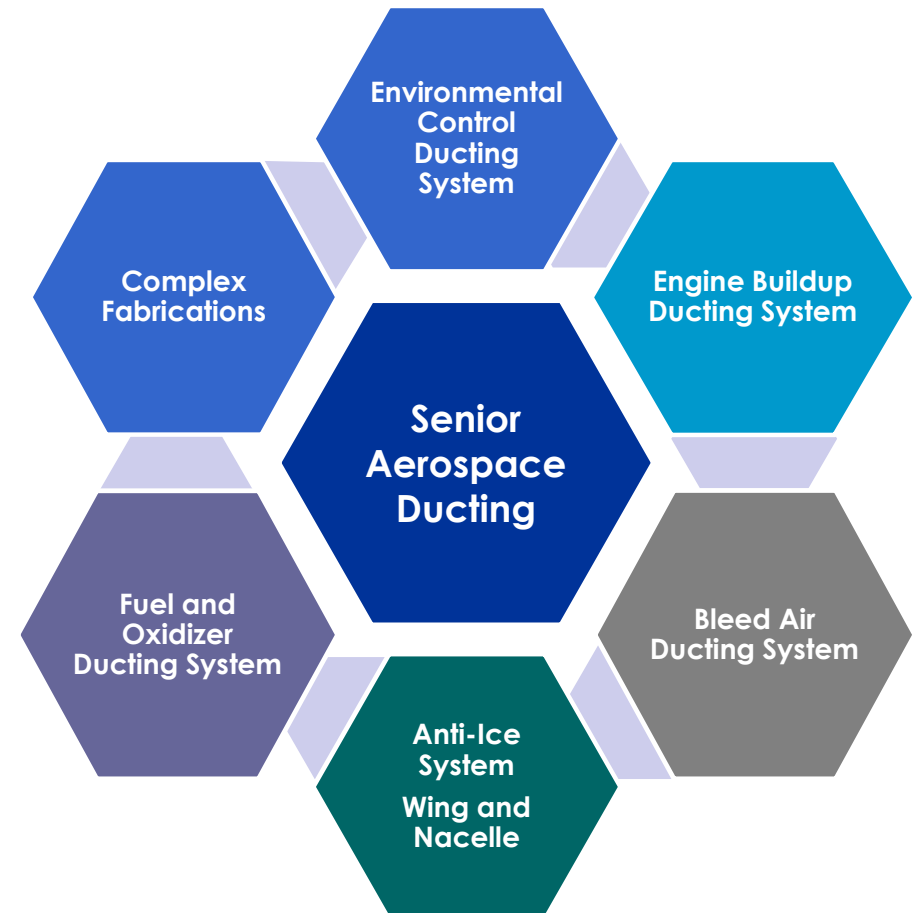 Environmental
Control
Ducting
System
Complex
Fabrications
Engine Buildup
Ducting System
Senior
Aerospace
Ducting
Fuel and
Oxidizer
Ducting System
Bleed Air
Ducting System
Anti-Ice
System
Wing and
Nacelle